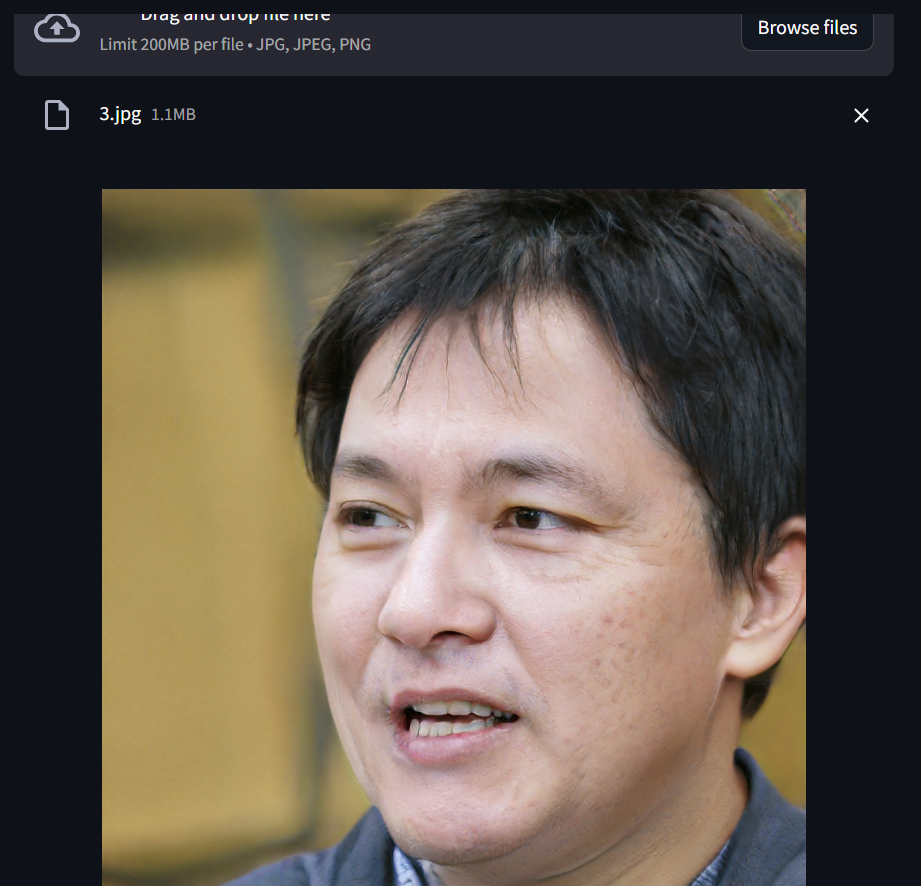 Drag and drop file here
Limit 200MB per file • JPG, JPEG, PNG
Browse files
3.jpg 1.1MB